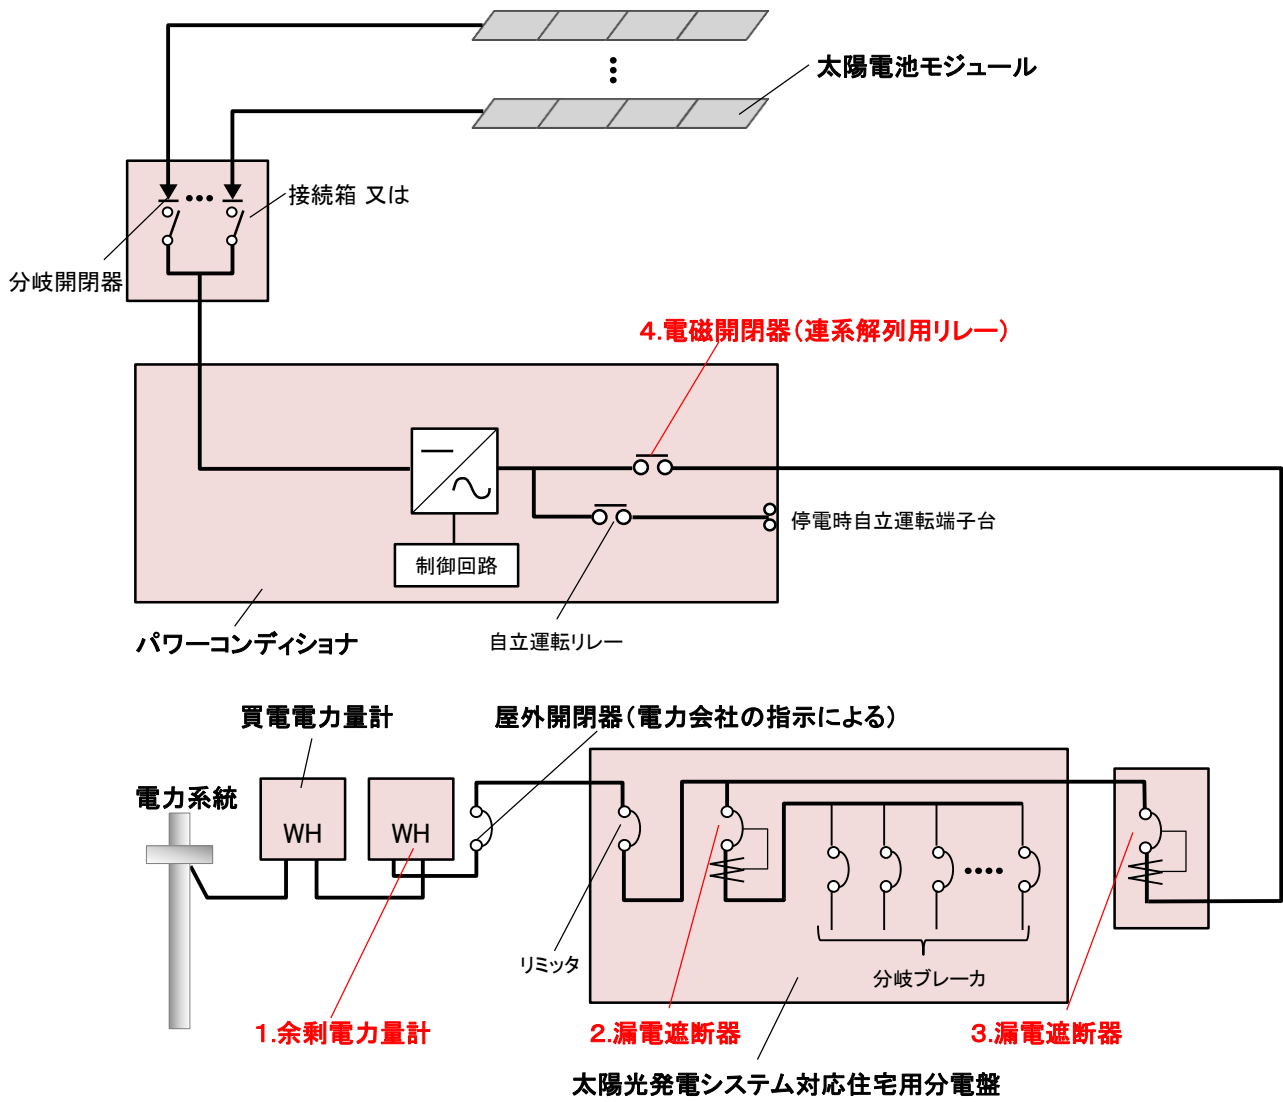 太陽電池モジュール
接続箱 又は
分岐開閉器
4.電磁開閉器（連系解列用リレー）
停電時自立運転端子台
制御回路
パワーコンディショナ
自立運転リレー
買電電力量計
屋外開閉器（電力会社の指示による）
電力系統
WH
WH
リミッタ
分岐ブレーカ
1.余剰電力量計
2.漏電遮断器
3.漏電遮断器
太陽光発電システム対応住宅用分電盤